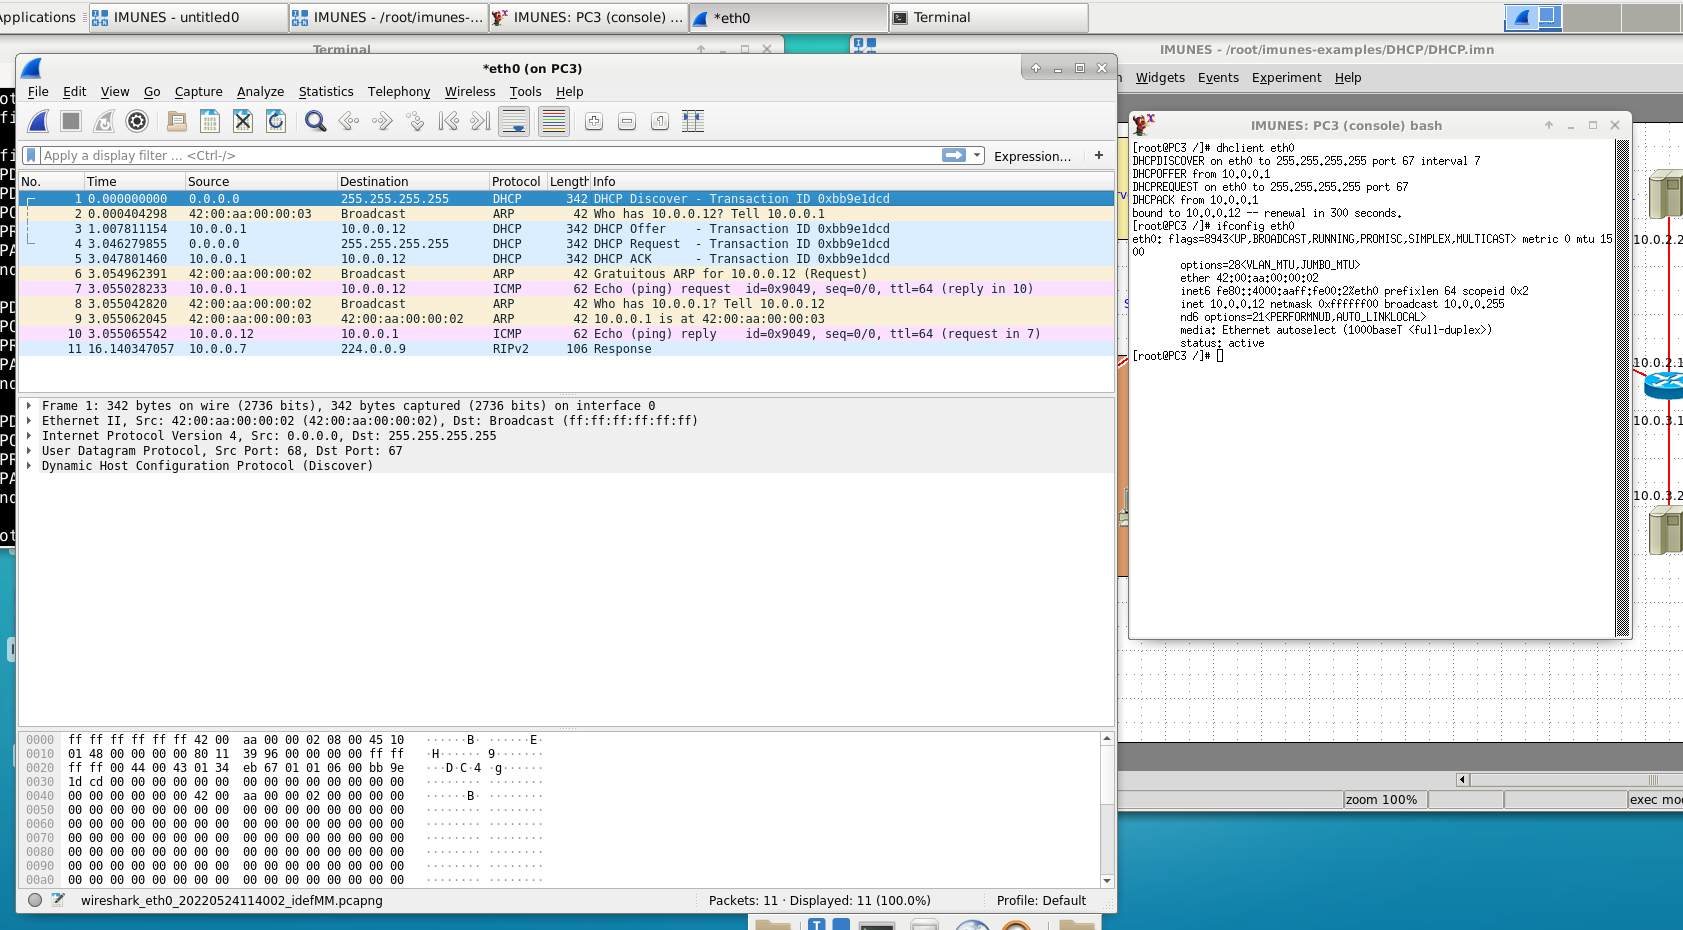 Applications
IMUNES - untitled0
IMUNES - /root/imunes-...
IMUNES: PC3 (console) ...
*eth0
Terminal
Terminal
IMUNES - /root/imunes-examples/DHCP/DHCP.imn
Widgets Events Experiment Help
*eth0 (on PC3)
File Edit View Go Capture Analyze Statistics Telephony Wireless Tools Help
Apply a display filter ... <Ctrl-/>
Expression...
+
No. Time Source Destination Protocol Length Info
1 0.000000000 0.0.0.0 255.255.255.255 DHCP 342 DHCP Discover - Transaction ID 0xbb9e1dcd
2 0.000404298 42:00:aa:00:00:03 Broadcast ARP 42 Who has 10.0.0.12? Tell 10.0.0.1
3 1.007811154 10.0.0.1 10.0.0.12 DHCP 342 DHCP Offer - Transaction ID 0xbb9e1dcd
4 3.046279855 0.0.0.0 255.255.255.255 DHCP 342 DHCP Request - Transaction ID 0xbb9e1dcd
5 3.047801460 10.0.0.1 10.0.0.12 DHCP 342 DHCP ACK - Transaction ID 0xbb9e1dcd
6 3.054962391 42:00:aa:00:00:02 Broadcast ARP 42 Gratuitous ARP for 10.0.0.12 (Request)
7 3.055028233 10.0.0.1 10.0.0.12 ICMP 62 Echo (ping) request id=0x9049, seq=0/0, ttl=64 (reply in 10)
8 3.055042820 42:00:aa:00:00:02 Broadcast ARP 42 Who has 10.0.0.1? Tell 10.0.0.12
9 3.055062045 42:00:aa:00:00:03 42:00:aa:00:00:02 ARP 42 10.0.0.1 is at 42:00:aa:00:00:03
10 3.055065542 10.0.0.12 10.0.0.1 ICMP 62 Echo (ping) reply id=0x9049, seq=0/0, ttl=64 (request in 7)
11 16.140347057 10.0.0.7 224.0.0.9 RIPv2 106 Response
Frame 1: 342 bytes on wire (2736 bits), 342 bytes captured (2736 bits) on interface 0
Ethernet II, Src: 42:00:aa:00:00:02 (42:00:aa:00:00:02), Dst: Broadcast (ff:ff:ff:ff:ff:ff)
Internet Protocol Version 4, Src: 0.0.0.0, Dst: 255.255.255.255
User Datagram Protocol, Src Port: 68, Dst Port: 67
Dynamic Host Configuration Protocol (Discover)
0000 ff ff ff ff ff ff 42 00 aa 00 00 02 08 00 45 10 ······B· ······E·
0010 01 48 00 00 00 00 80 11 39 96 00 00 00 00 ff ff ·H······ 9·······
0020 ff ff 00 44 00 43 01 34 eb 67 01 01 06 00 bb 9e ···D·C·4 ·g······
0030 1d cd 00 00 00 00 00 00 00 00 00 00 00 00 00 00 ········ ········
0040 00 00 00 00 00 00 42 00 aa 00 00 02 00 00 00 00 ······B· ········
0050 00 00 00 00 00 00 00 00 00 00 00 00 00 00 00 00 ········ ········
0060 00 00 00 00 00 00 00 00 00 00 00 00 00 00 00 00 ········ ········
0070 00 00 00 00 00 00 00 00 00 00 00 00 00 00 00 00 ········ ········
0080 00 00 00 00 00 00 00 00 00 00 00 00 00 00 00 00 ········ ········
0090 00 00 00 00 00 00 00 00 00 00 00 00 00 00 00 00 ········ ········
00a0 00 00 00 00 00 00 00 00 00 00 00 00 00 00 00 00 ········ ········
wireshark_eth0_20220524114002_idefMM.pcapng
Packets: 11 · Displayed: 11 (100.0%)
Profile: Default
IMUNES: PC3 (console) bash
[root@PC3 /]# dhclient eth0
DHCPDISCOVER on eth0 to 255.255.255.255 port 67 interval 7
DHCPOFFER from 10.0.0.1
DHCPREQUEST on eth0 to 255.255.255.255 port 67
DHCPACK from 10.0.0.1
bound to 10.0.0.12 -- renewal in 300 seconds.
[root@PC3 /]# ifconfig eth0
eth0: flags=8943<UP,BROADCAST,RUNNING,PROMISC,SIMPLEX,MULTICAST> metric 0 mtu 15
00
options=28<VLAN_MTU,JUMBO_MTU>
ether 42:00:aa:00:00:02
inet6 fe80::4000:aaff:fe00:2%eth0 prefixlen 64 scopeid 0x2
inet 10.0.0.12 netmask 0xffffff00 broadcast 10.0.0.255
nd6 options=21<PERFORMNUD,AUTO_LINKLOCAL>
media: Ethernet autoselect (1000baseT <full-duplex>)
status: active
[root@PC3 /]#
10.0.2.2
10.0.2.1
10.0.3.1
10.0.3.2
zoom 100%
exec mo